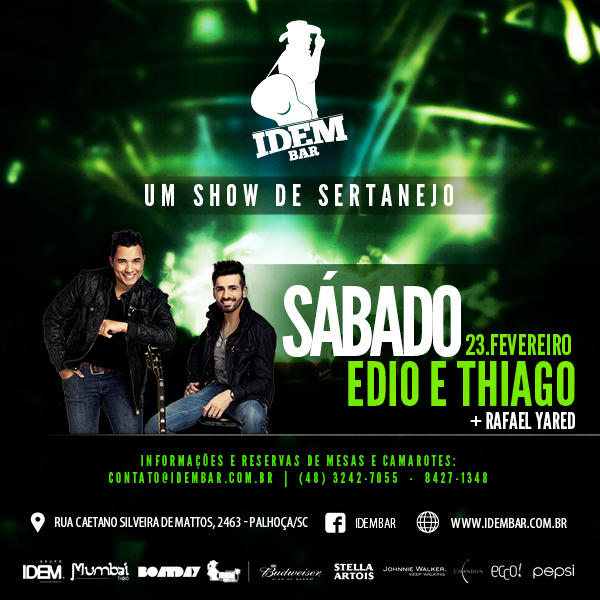 IDEM
BAR
UM SHOW DE SERTANEJO
SÁBADO
23.FEVEREIRO
EDIO E THIAGO
+ RAFAEL YARED
INFORMAÇÕES E RESERVAS DE MESAS E CAMAROTES:
CONTATO@IDEMBAR.COM.BR | (48) 3242-7055 - 8427-1348
RUA CAETANO SILVEIRA DE MATTOS, 2463 - PALHOÇA/SC
IDEMBAR
WWW.IDEMBAR.COM.BR
GRUPO
IDEM
Mumbai
BOMBAY
Budweiser
STELLA
ARTOIS
JOHNNIE WALKER.
KEEP WALKING
CHANDON
ecco!
pepsi